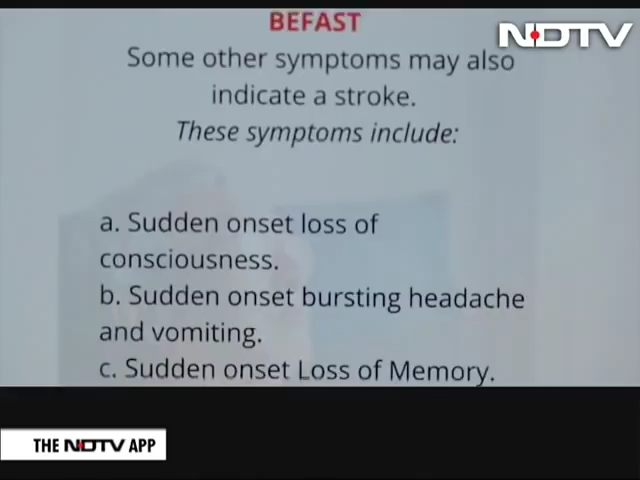 BEFAST
NDTV
Some other symptoms may also
indicate a stroke.
These symptoms include:
a. Sudden onset loss of
consciousness.
b. Sudden onset bursting headache
and vomiting.
c. Sudden onset Loss of Memory.
THE NDTV APP